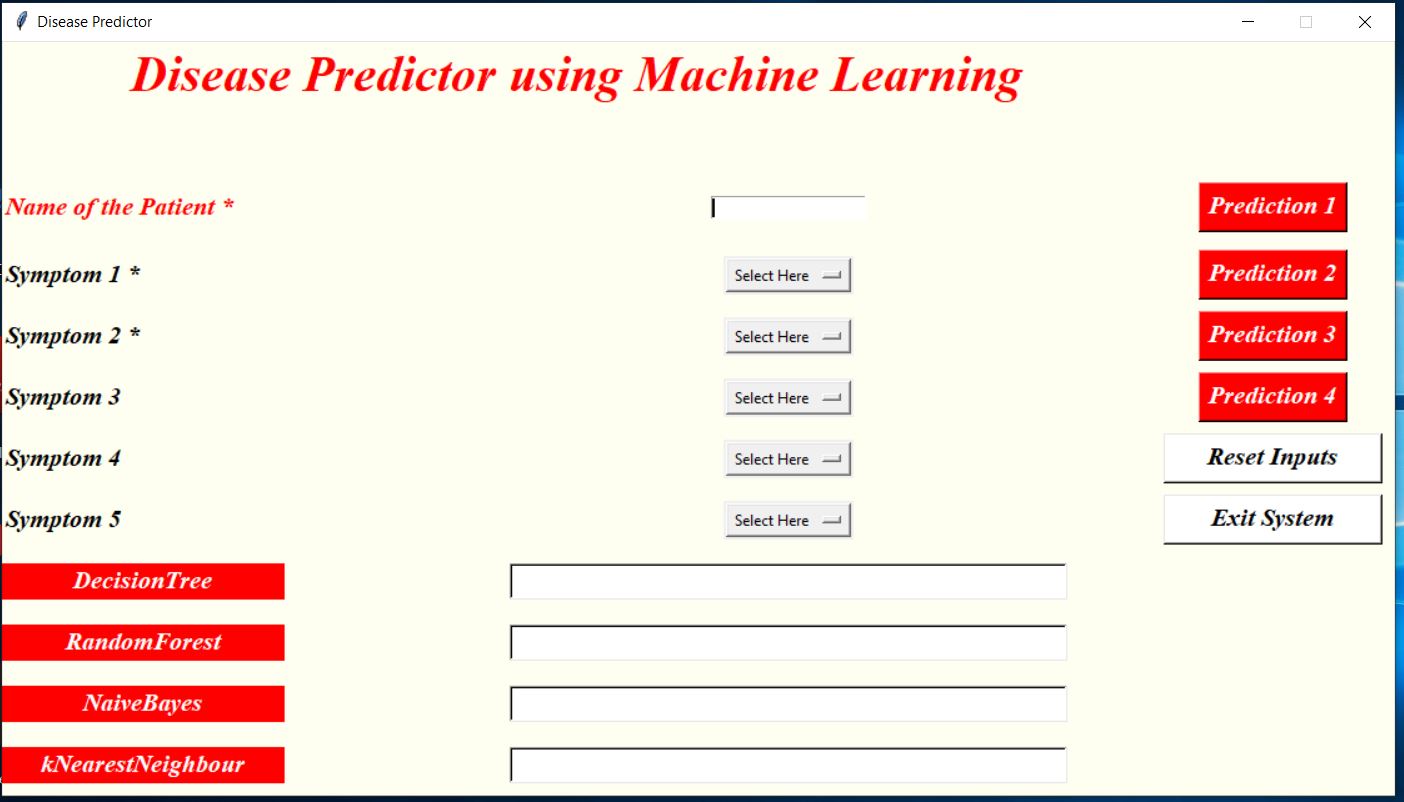 Disease Predictor
Disease Predictor using Machine Learning
Name of the Patient *
Prediction 1
Symptom 1 *
Select Here
Prediction 2
Symptom 2 *
Select Here
Prediction 3
Symptom 3
Select Here
Prediction 4
Symptom 4
Select Here
Reset Inputs
Symptom 5
Select Here
Exit System
DecisionTree
RandomForest
NaiveBayes
kNearestNeighbour